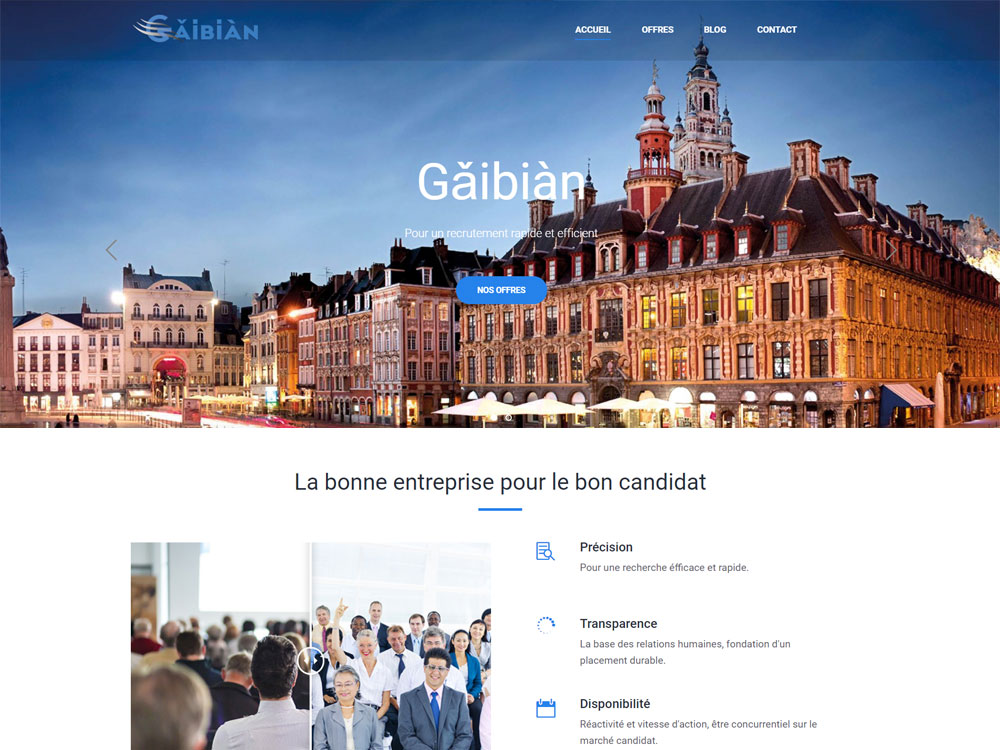 GǍIBIÀN
ACCUEIL OFFRES BLOG CONTACT
Gǎibiàn
Pour un recrutement rapide et efficient
NOS OFFRES
La bonne entreprise pour le bon candidat
Précision
Pour une recherche éfficace et rapide.
Transparence
La base des relations humaines, fondation d'un
placement durable.
Disponibilité
Réactivité et vitesse d'action, être concurrentiel sur le
marché candidat.